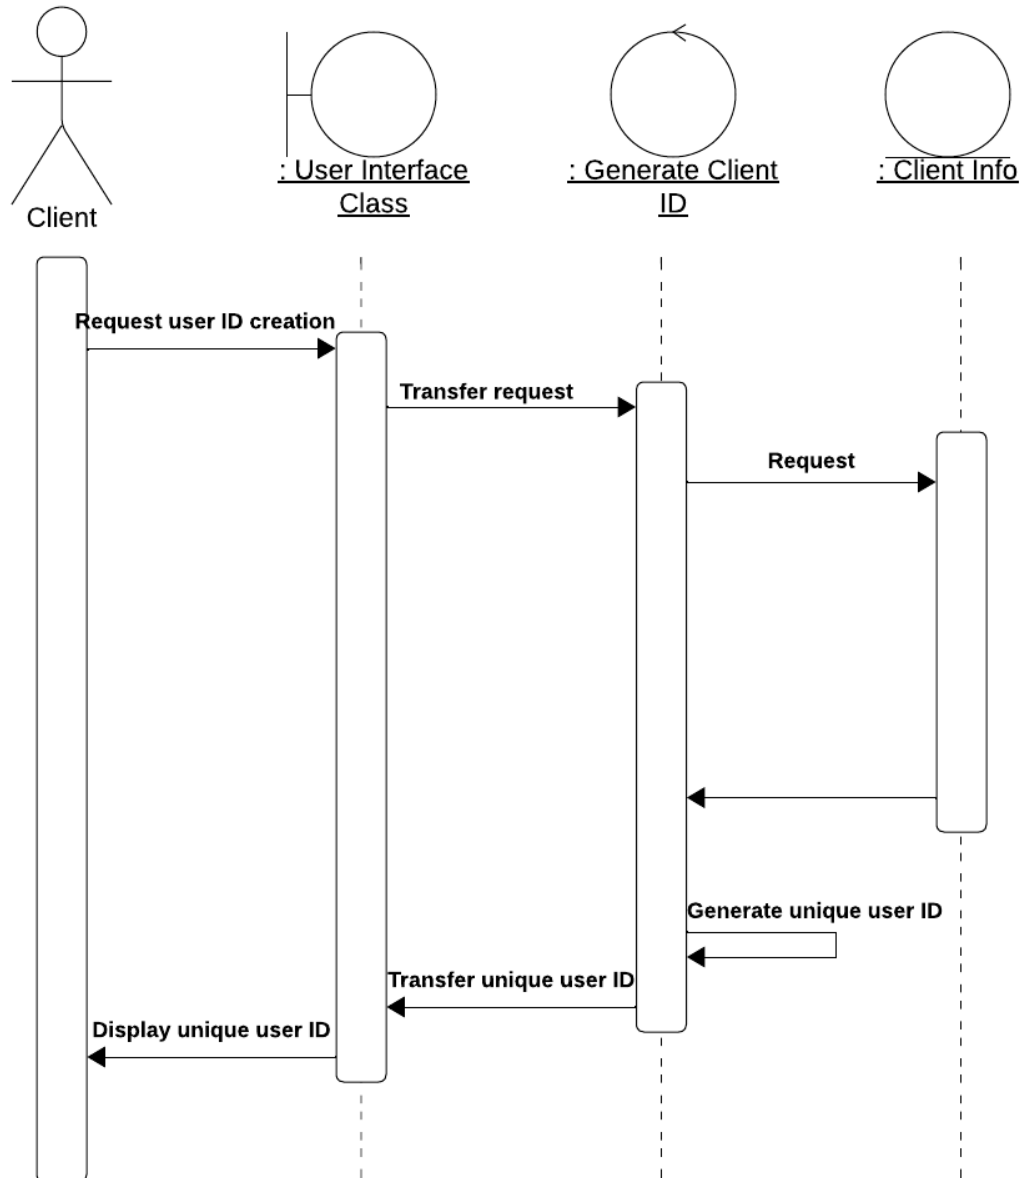 Client
: User Interface
Class
: Generate Client
ID
: Client Info
Request user ID creation
Transfer request
Request
Generate unique user ID
Transfer unique user ID
Display unique user ID